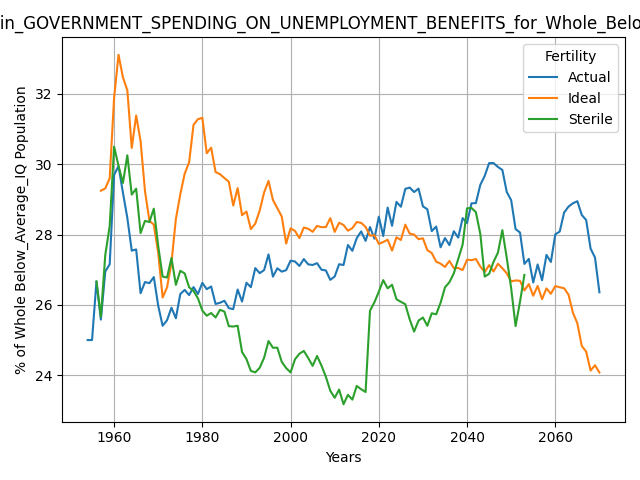 in_GOVERNMENT_SPENDING_ON_UNEMPLOYMENT_BENEFITS_for_Whole_Belo
Fertility
Actual
Ideal
Sterile
% of Whole Below_Average_IQ Population
32
30
28
26
24
1960 1980 2000 2020 2040 2060
Years